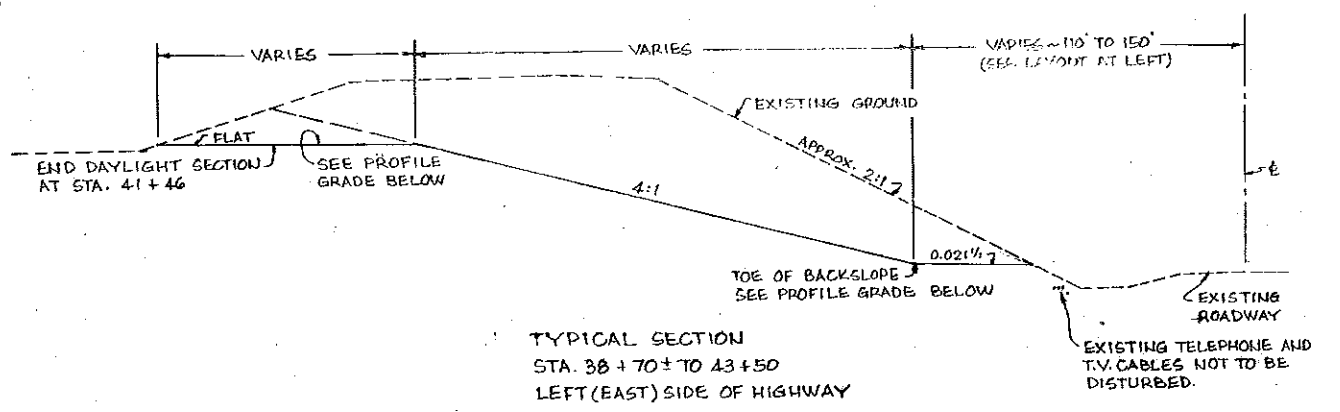 VARIES
VARIES
VARIES ~ 110' TO 150'
(SEE LAYOUT AT LEFT)
EXISTING GROUND
FLAT
END DAYLIGHT SECTION
AT STA. 41+46
SEE PROFILE
GRADE BELOW
APPROX. 2:1
4:1
℄
0.021'/'
TOE OF BACKSLOPE
SEE PROFILE GRADE BELOW
EXISTING
ROADWAY
TYPICAL SECTION
STA. 38+70± TO 43+50
LEFT (EAST) SIDE OF HIGHWAY
EXISTING TELEPHONE AND
T.V. CABLES NOT TO BE
DISTURBED.